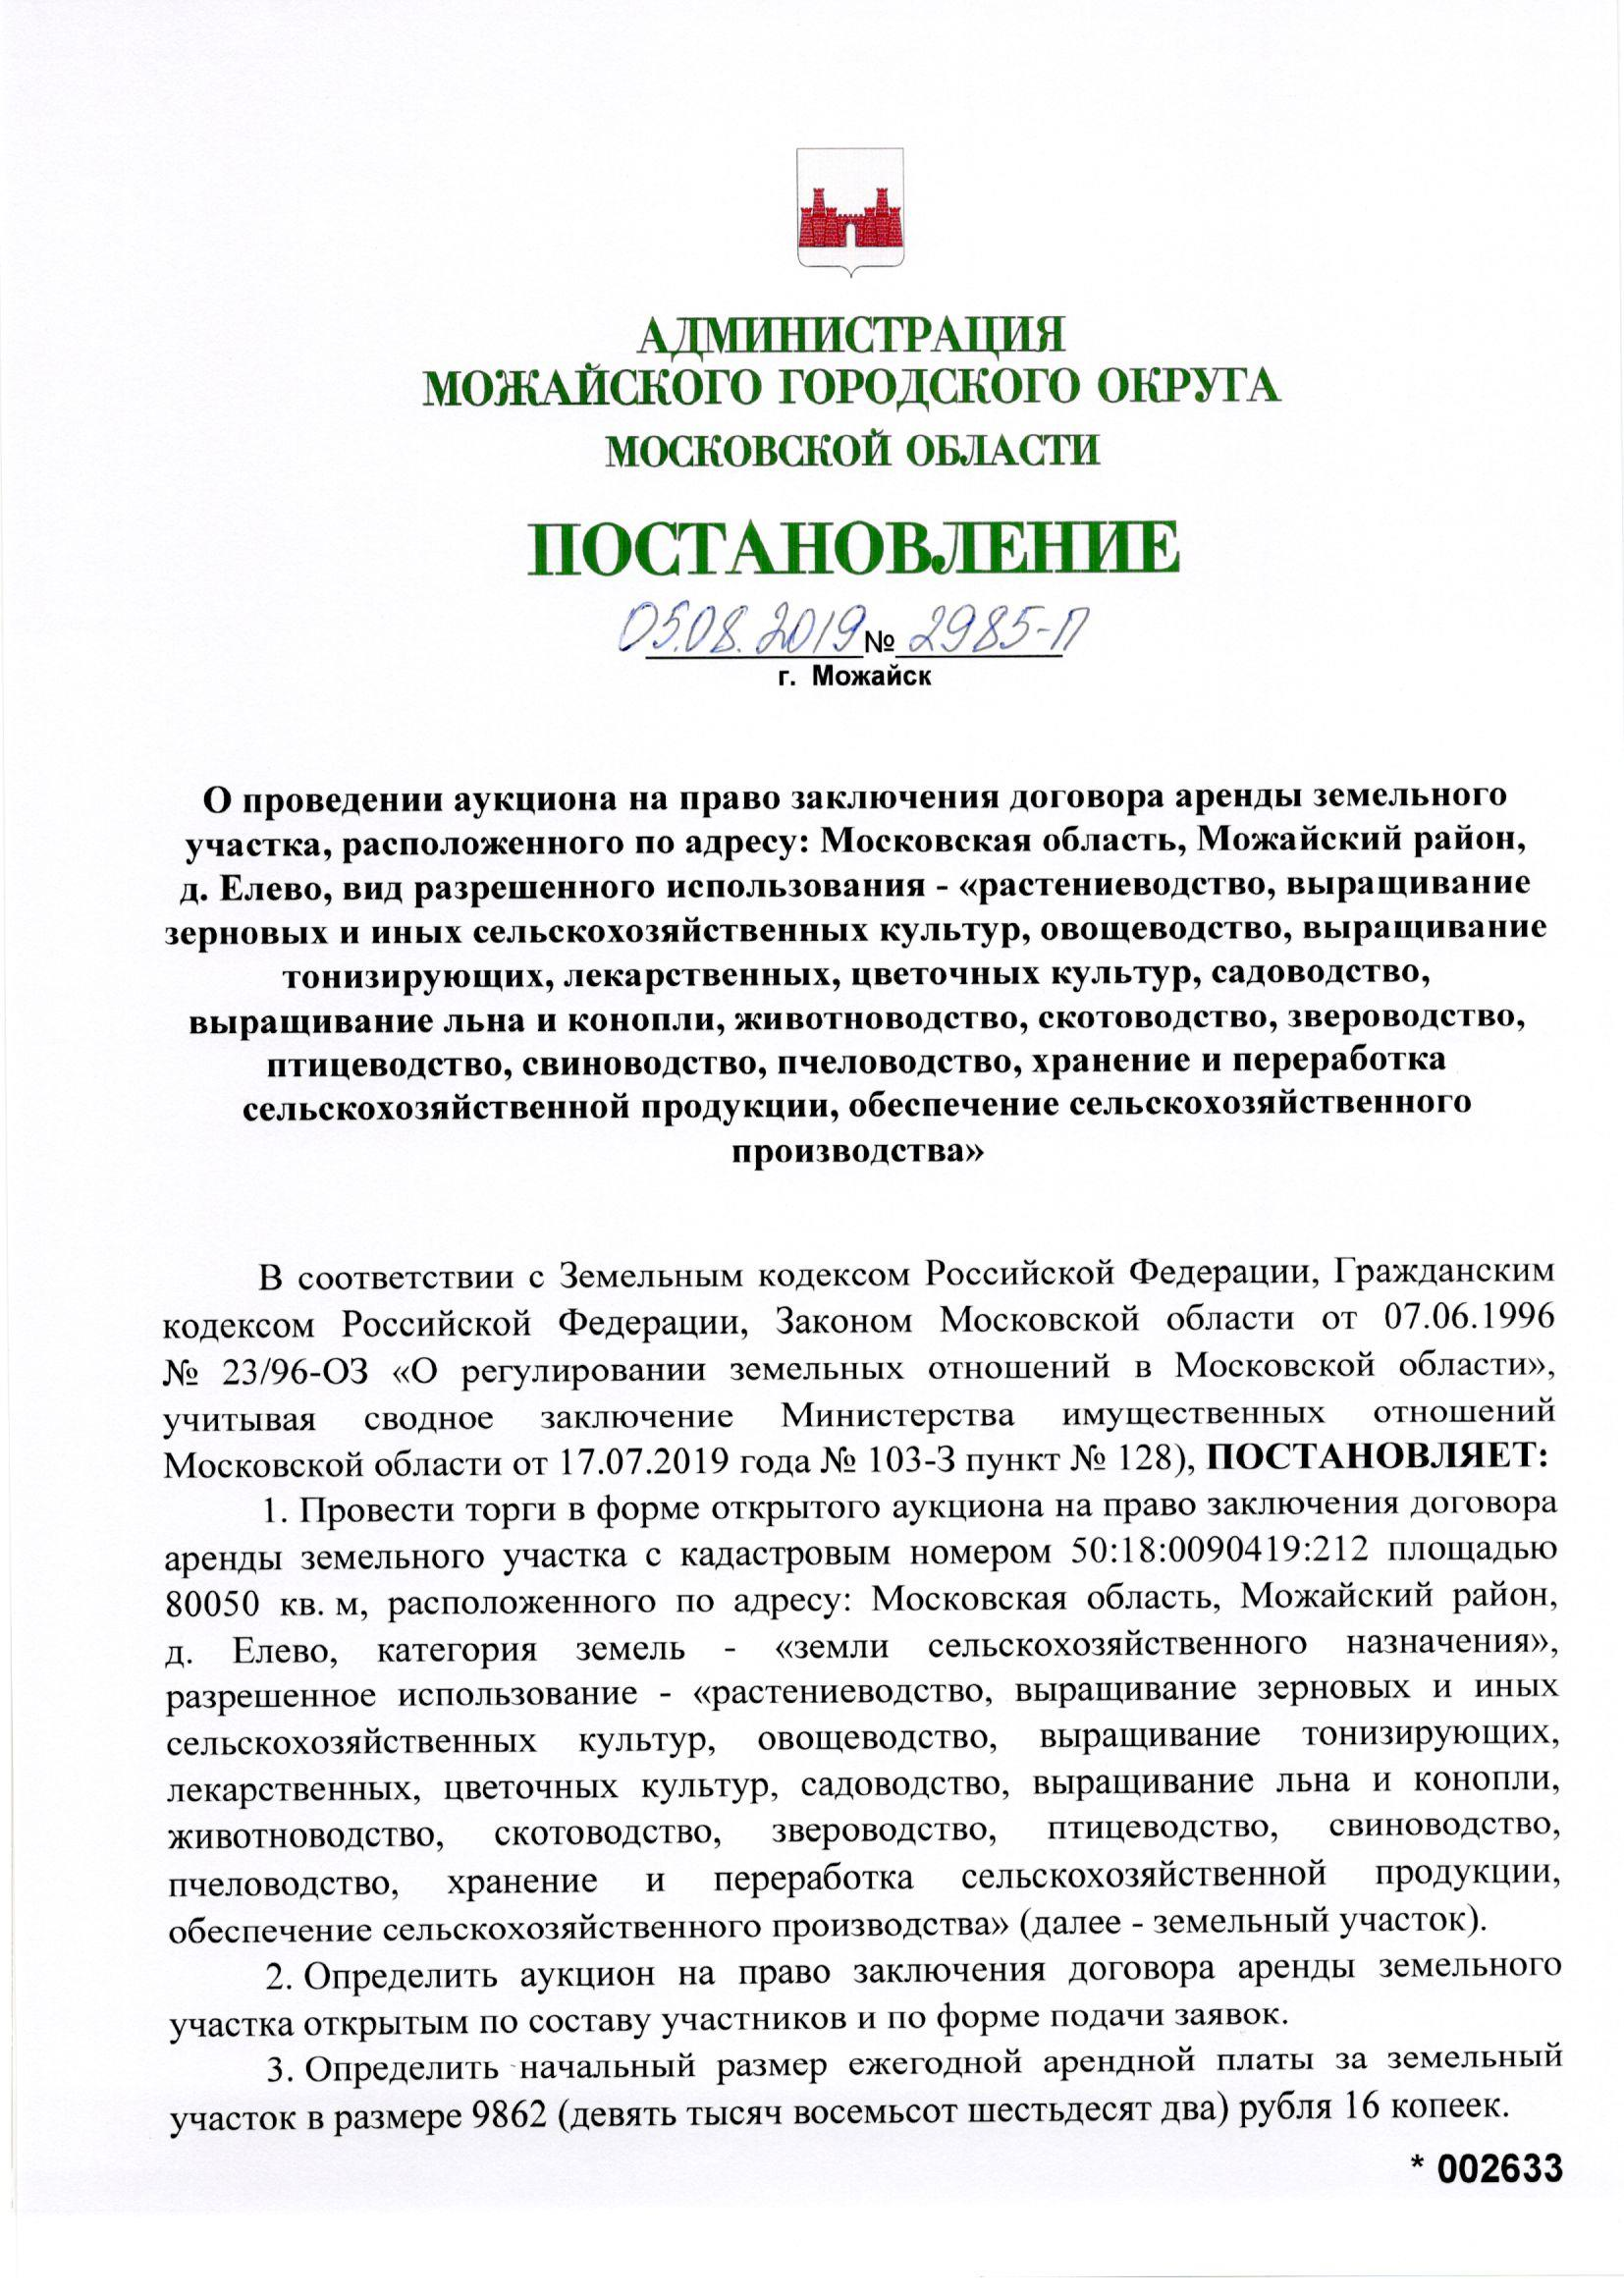 АДМИНИСТРАЦИЯ
МОЖАЙСКОГО ГОРОДСКОГО ОКРУГА
МОСКОВСКОЙ ОБЛАСТИ
ПОСТАНОВЛЕНИЕ
05.08.2019 № 2985-П
г. Можайск
О проведении аукциона на право заключения договора аренды земельного
участка, расположенного по адресу: Московская область, Можайский район,
д. Елево, вид разрешенного использования - «растениеводство, выращивание
зерновых и иных сельскохозяйственных культур, овощеводство, выращивание
тонизирующих, лекарственных, цветочных культур, садоводство,
выращивание льна и конопли, животноводство, скотоводство, звероводство,
птицеводство, свиноводство, пчеловодство, хранение и переработка
сельскохозяйственной продукции, обеспечение сельскохозяйственного
производства»
В соответствии с Земельным кодексом Российской Федерации, Гражданским
кодексом Российской Федерации, Законом Московской области от 07.06.1996
№ 23/96-ОЗ «О регулировании земельных отношений в Московской области»,
учитывая сводное заключение Министерства имущественных отношений
Московской области от 17.07.2019 года № 103-З пункт № 128), ПОСТАНОВЛЯЕТ:
1. Провести торги в форме открытого аукциона на право заключения договора
аренды земельного участка с кадастровым номером 50:18:0090419:212 площадью
80050 кв. м, расположенного по адресу: Московская область, Можайский район,
д. Елево, категория земель - «земли сельскохозяйственного назначения»,
разрешенное использование - «растениеводство, выращивание зерновых и иных
сельскохозяйственных культур, овощеводство, выращивание тонизирующих,
лекарственных, цветочных культур, садоводство, выращивание льна и конопли,
животноводство, скотоводство, звероводство, птицеводство, свиноводство,
пчеловодство, хранение и переработка сельскохозяйственной продукции,
обеспечение сельскохозяйственного производства» (далее - земельный участок).
2. Определить аукцион на право заключения договора аренды земельного
участка открытым по составу участников и по форме подачи заявок.
3. Определить начальный размер ежегодной арендной платы за земельный
участок в размере 9862 (девять тысяч восемьсот шестьдесят два) рубля 16 копеек.
* 002633